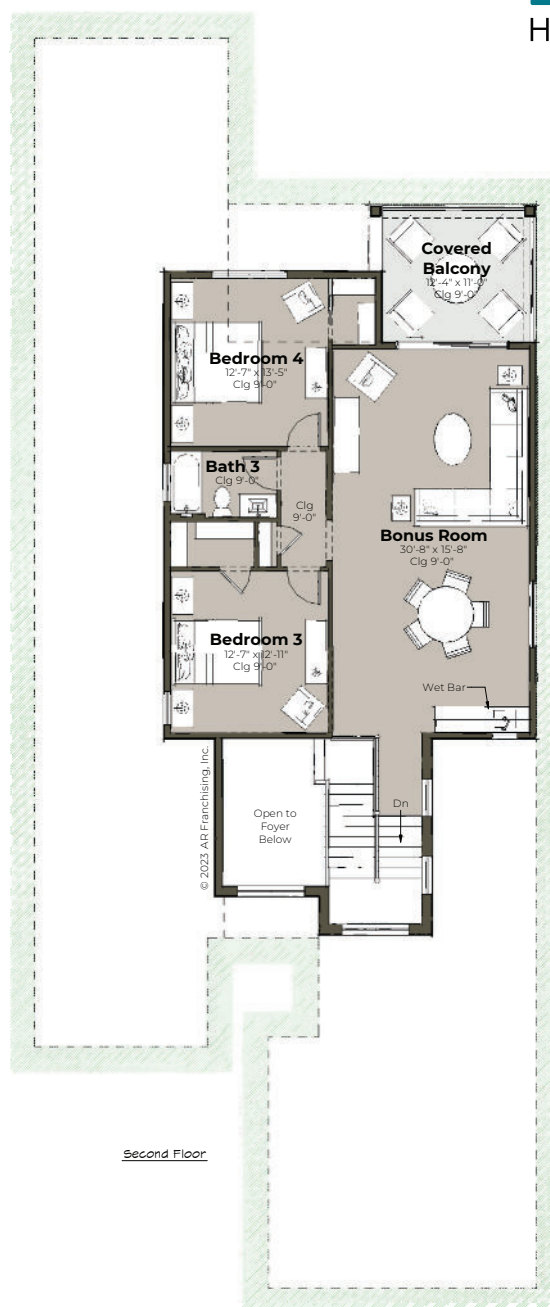 H
Covered
Balcony
12'-4" x 11'-0"
Clg 9'-0"
Bedroom 4
12'-7" x 13'-5"
Clg 9'-0"
Bath 3
Clg 9'-0"
Clg
9'-0"
Bonus Room
30'-8" x 15'-8"
Clg 9'-0"
Bedroom 3
12'-7" x 12'-11"
Clg 9'-0"
Wet Bar
Dn
Open to
Foyer
Below
© 2023 AR Franchising, Inc.
Second Floor